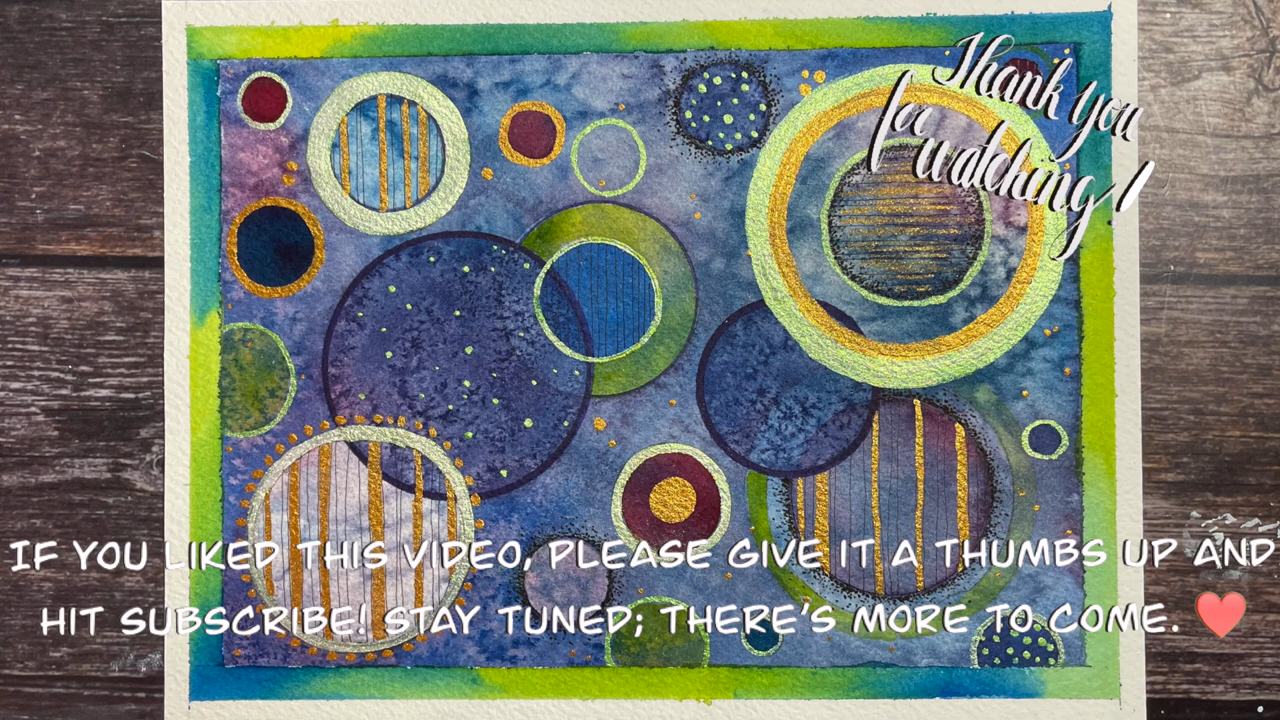 Thank you
for
watching!
IF YOU LIKED THIS VIDEO, PLEASE GIVE IT A THUMBS UP AND
HIT SUBSCRIBE! STAY TUNED; THERE'S MORE TO COME. ❤️